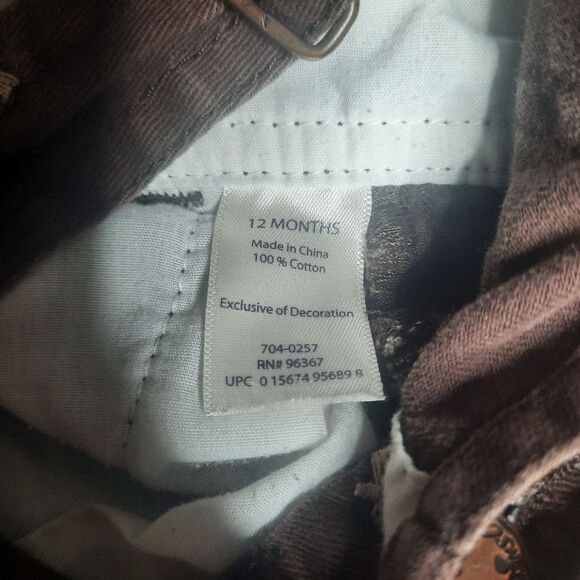 12 MONTHS
Made in China
100 % Cotton
Exclusive of Decoration
704-0257
RN# 96367
UPC 0 15674 95689 8